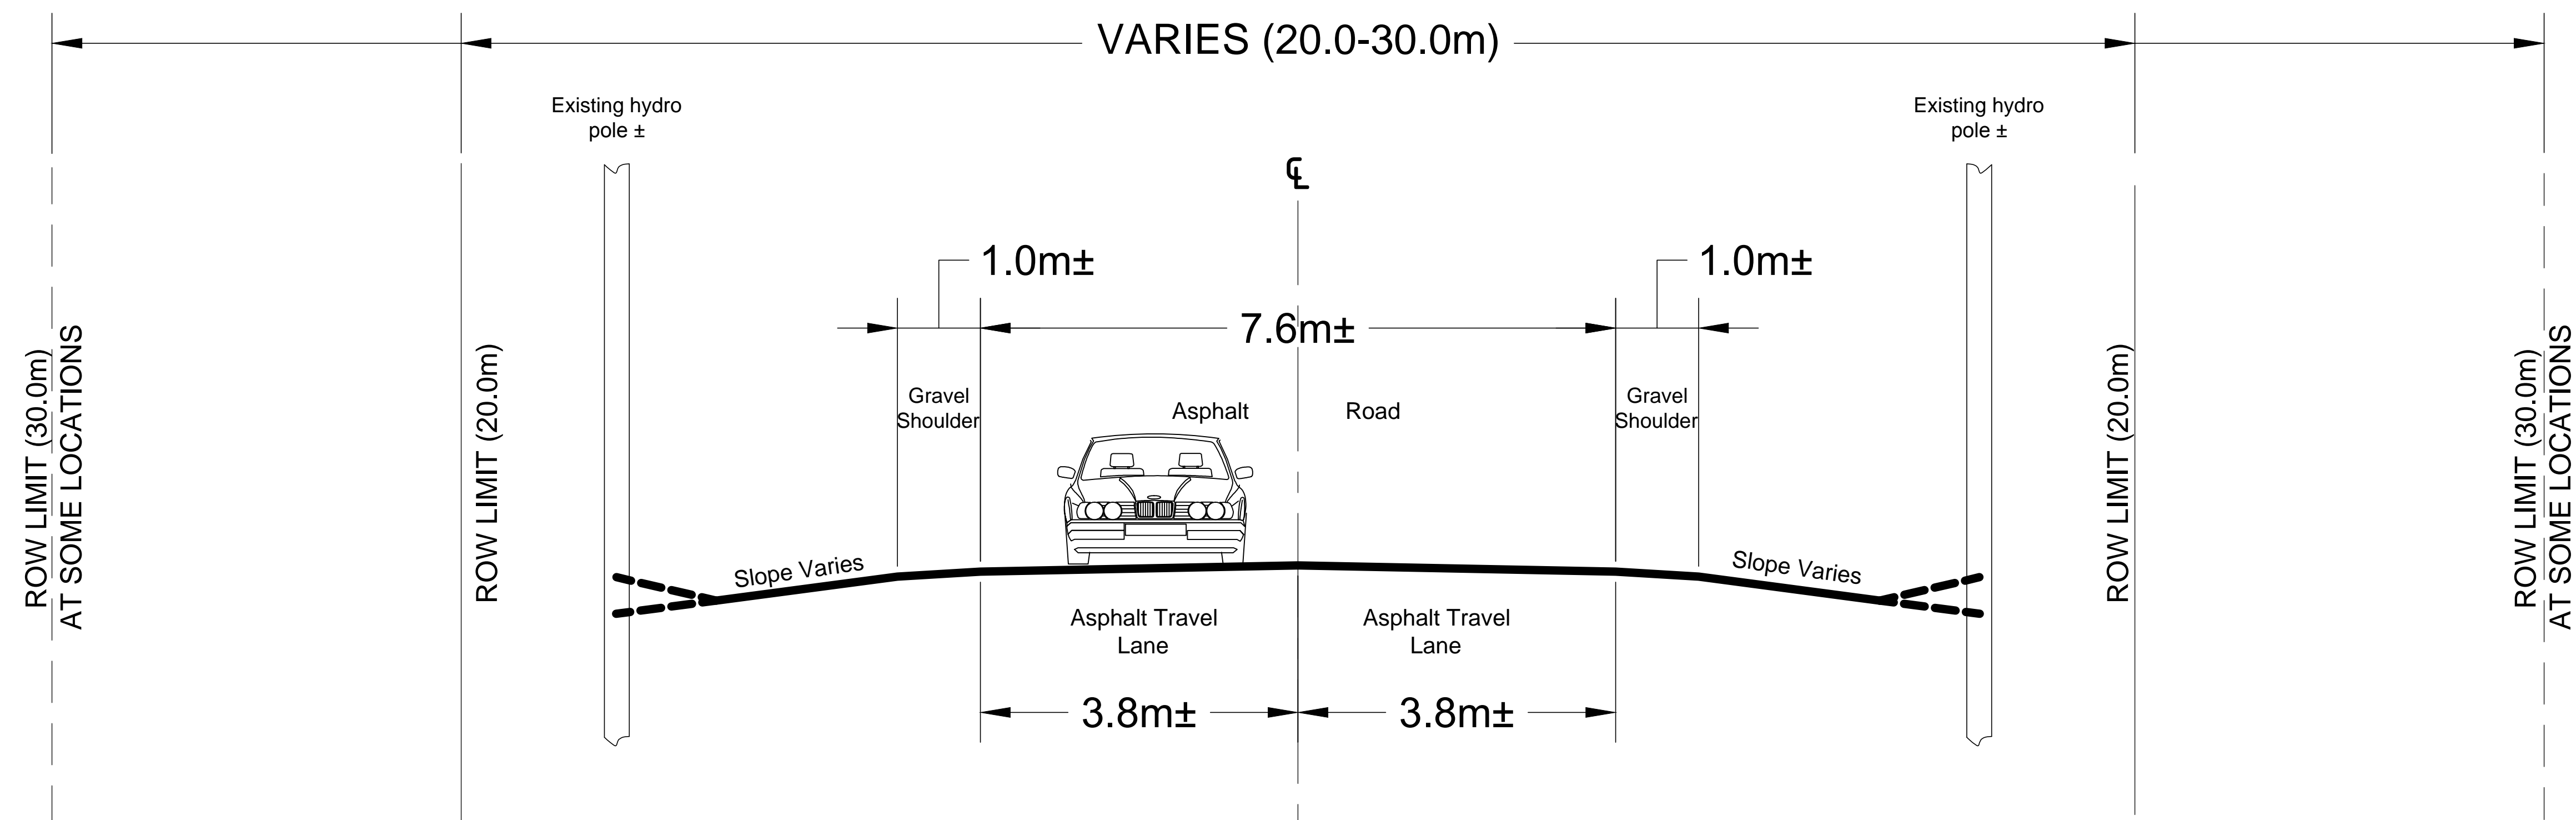 VARIES (20.0-30.0m)
Existing hydro
pole ±
Existing hydro
pole ±
℄
1.0m±
1.0m±
7.6m±
ROW LIMIT (30.0m)
AT SOME LOCATIONS
ROW LIMIT (20.0m)
Gravel
Shoulder
Asphalt Road
Gravel
Shoulder
ROW LIMIT (20.0m)
ROW LIMIT (30.0m)
AT SOME LOCATIONS
Slope Varies
Slope Varies
Asphalt Travel
Lane
Asphalt Travel
Lane
3.8m±
3.8m±